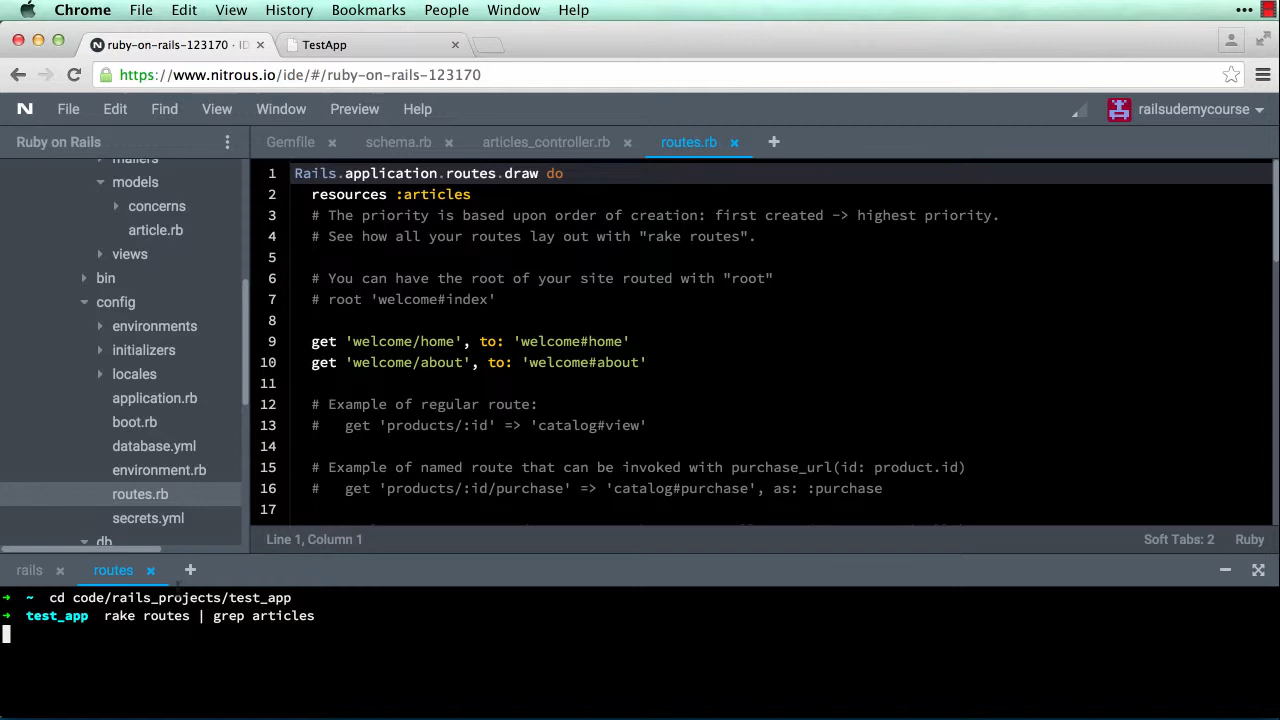 Chrome File Edit View History Bookmarks People Window Help
ruby-on-rails-123170 · ID
TestApp
https://www.nitrous.io/ide/#/ruby-on-rails-123170
N File Edit Find View Window Preview Help railsudemycourse
Ruby on Rails
Gemfile schema.rb articles_controller.rb routes.rb
mailers
models
concerns
article.rb
views
bin
config
environments
initializers
locales
application.rb
boot.rb
database.yml
environment.rb
routes.rb
secrets.yml
db
1 Rails.application.routes.draw do
2 resources :articles
3 # The priority is based upon order of creation: first created -> highest priority.
4 # See how all your routes lay out with "rake routes".
5
6 # You can have the root of your site routed with "root"
7 # root 'welcome#index'
8
9 get 'welcome/home', to: 'welcome#home'
10 get 'welcome/about', to: 'welcome#about'
11
12 # Example of regular route:
13 # get 'products/:id' => 'catalog#view'
14
15 # Example of named route that can be invoked with purchase_url(id: product.id)
16 # get 'products/:id/purchase' => 'catalog#purchase', as: :purchase
17
Line 1, Column 1 Soft Tabs: 2 Ruby
rails routes
→ ~ cd code/rails_projects/test_app
→ test_app rake routes | grep articles